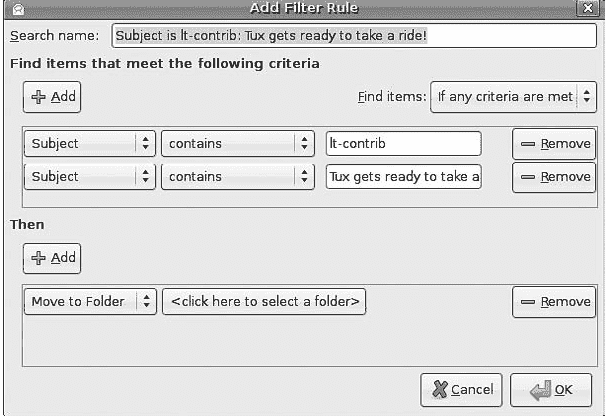 Add Filter Rule
Search name: Subject is lt-contrib: Tux gets ready to take a ride!
Find items that meet the following criteria
Add Find items: If any criteria are met
Subject contains lt-contrib Remove
Subject contains Tux gets ready to take a Remove
Then
Add
Move to Folder <click here to select a folder> Remove
Cancel OK